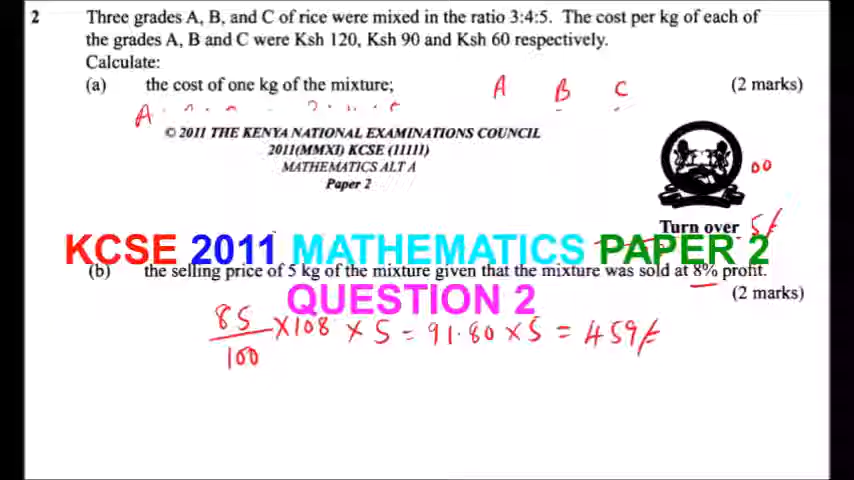 2 Three grades A, B, and C of rice were mixed in the ratio 3:4:5. The cost per kg of each of
the grades A, B and C were Ksh 120, Ksh 90 and Ksh 60 respectively.
Calculate:
(a) the cost of one kg of the mixture; (2 marks)
A B C
A
© 2011 THE KENYA NATIONAL EXAMINATIONS COUNCIL
2011(MMXI) KCSE (11111)
MATHEMATICS ALT A
Paper 2
00
Turn over 5/
KCSE 2011 MATHEMATICS PAPER 2
(b) the selling price of 5 kg of the mixture given that the mixture was sold at 8% profit.
(2 marks)
QUESTION 2
85/100 × 108 × 5 = 91.80 × 5 = 459/=